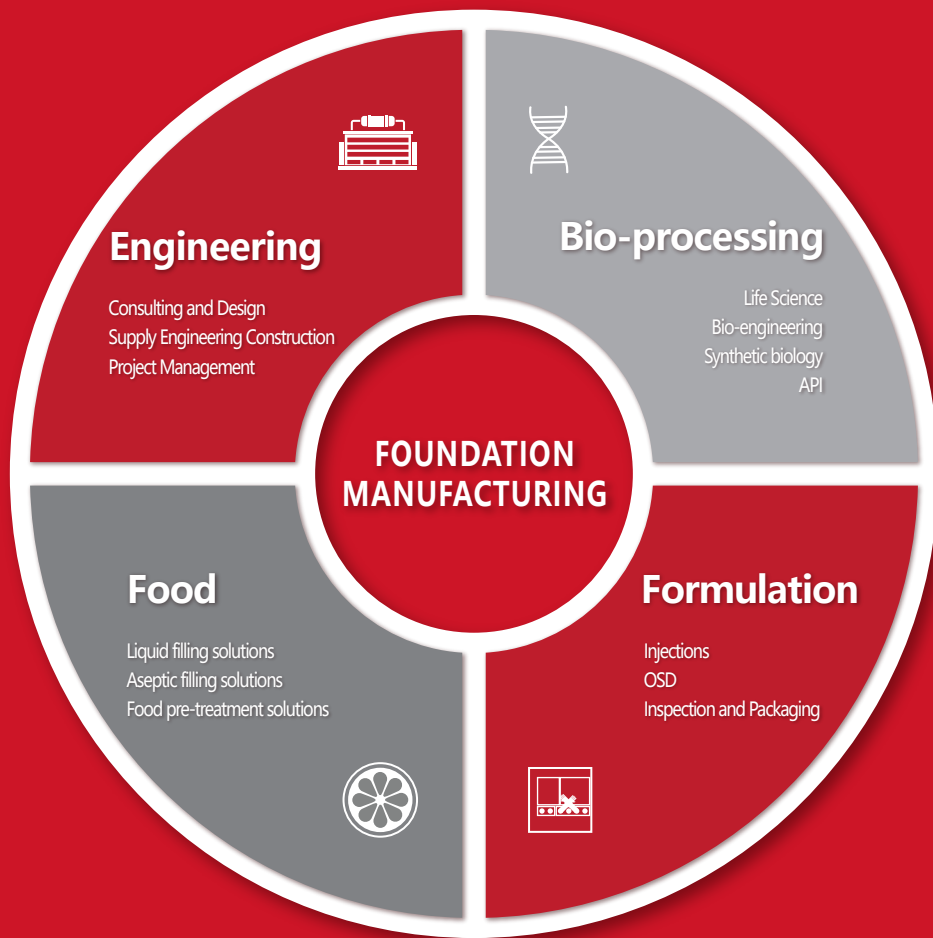 Engineering
Consulting and Design
Supply Engineering Construction
Project Management
Bio-processing
Life Science
Bio-engineering
Synthetic biology
API
FOUNDATION
MANUFACTURING
Food
Liquid filling solutions
Aseptic filling solutions
Food pre-treatment solutions
Formulation
Injections
OSD
Inspection and Packaging